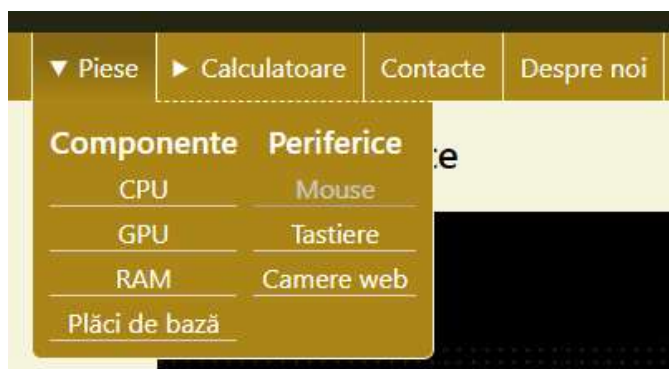 ▼ Piese ► Calculatoare Contacte Despre noi
Componente Periferice
CPU Mouse
GPU Tastiere
RAM Camere web
Plăci de bază